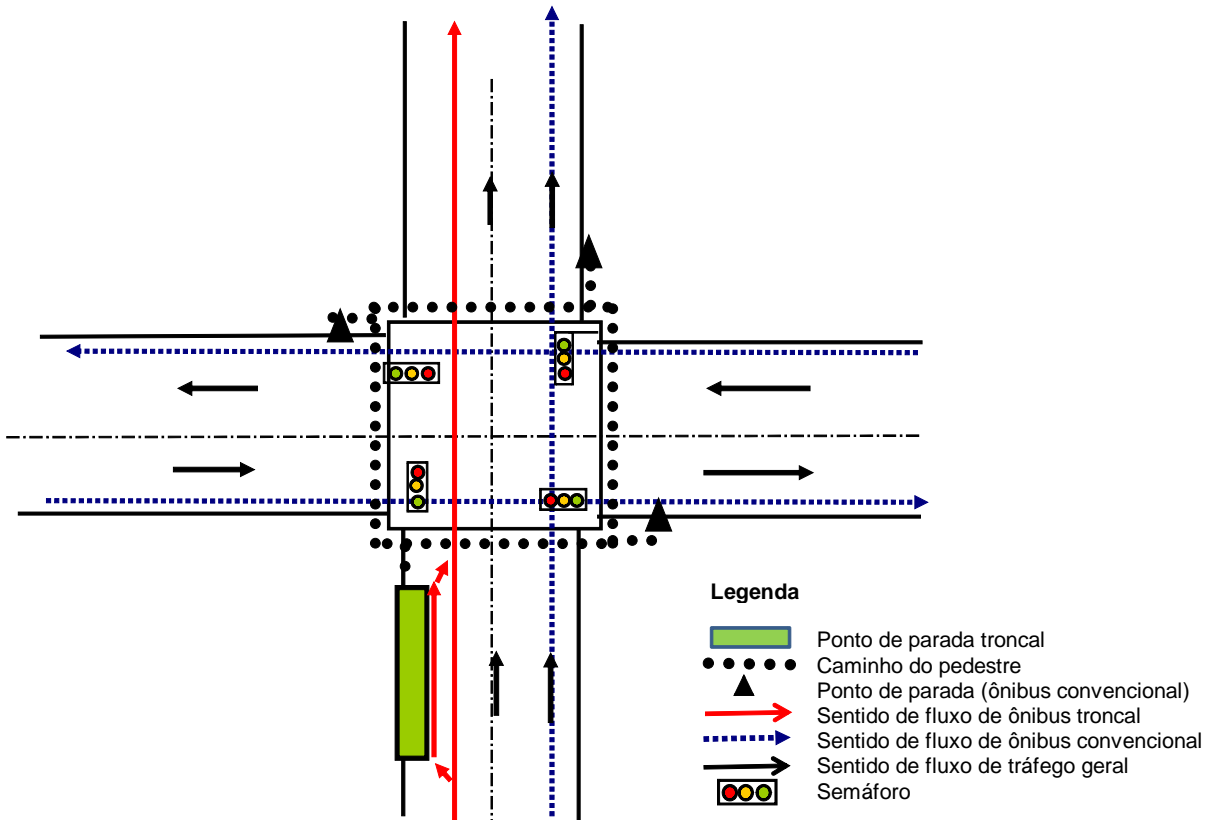 Legenda
Ponto de parada troncal
Caminho do pedestre
Ponto de parada (ônibus convencional)
Sentido de fluxo de ônibus troncal
Sentido de fluxo de ônibus convencional
Sentido de fluxo de tráfego geral
Semáforo